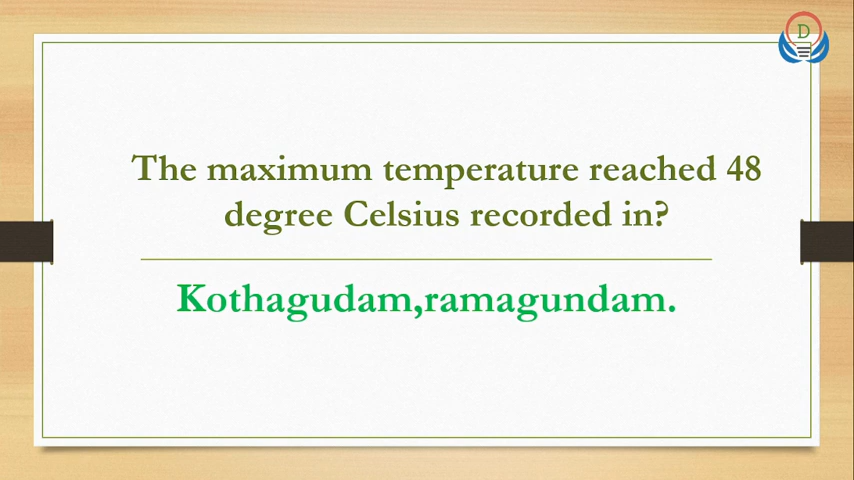 D
The maximum temperature reached 48
degree Celsius recorded in?
Kothagudam,ramagundam.